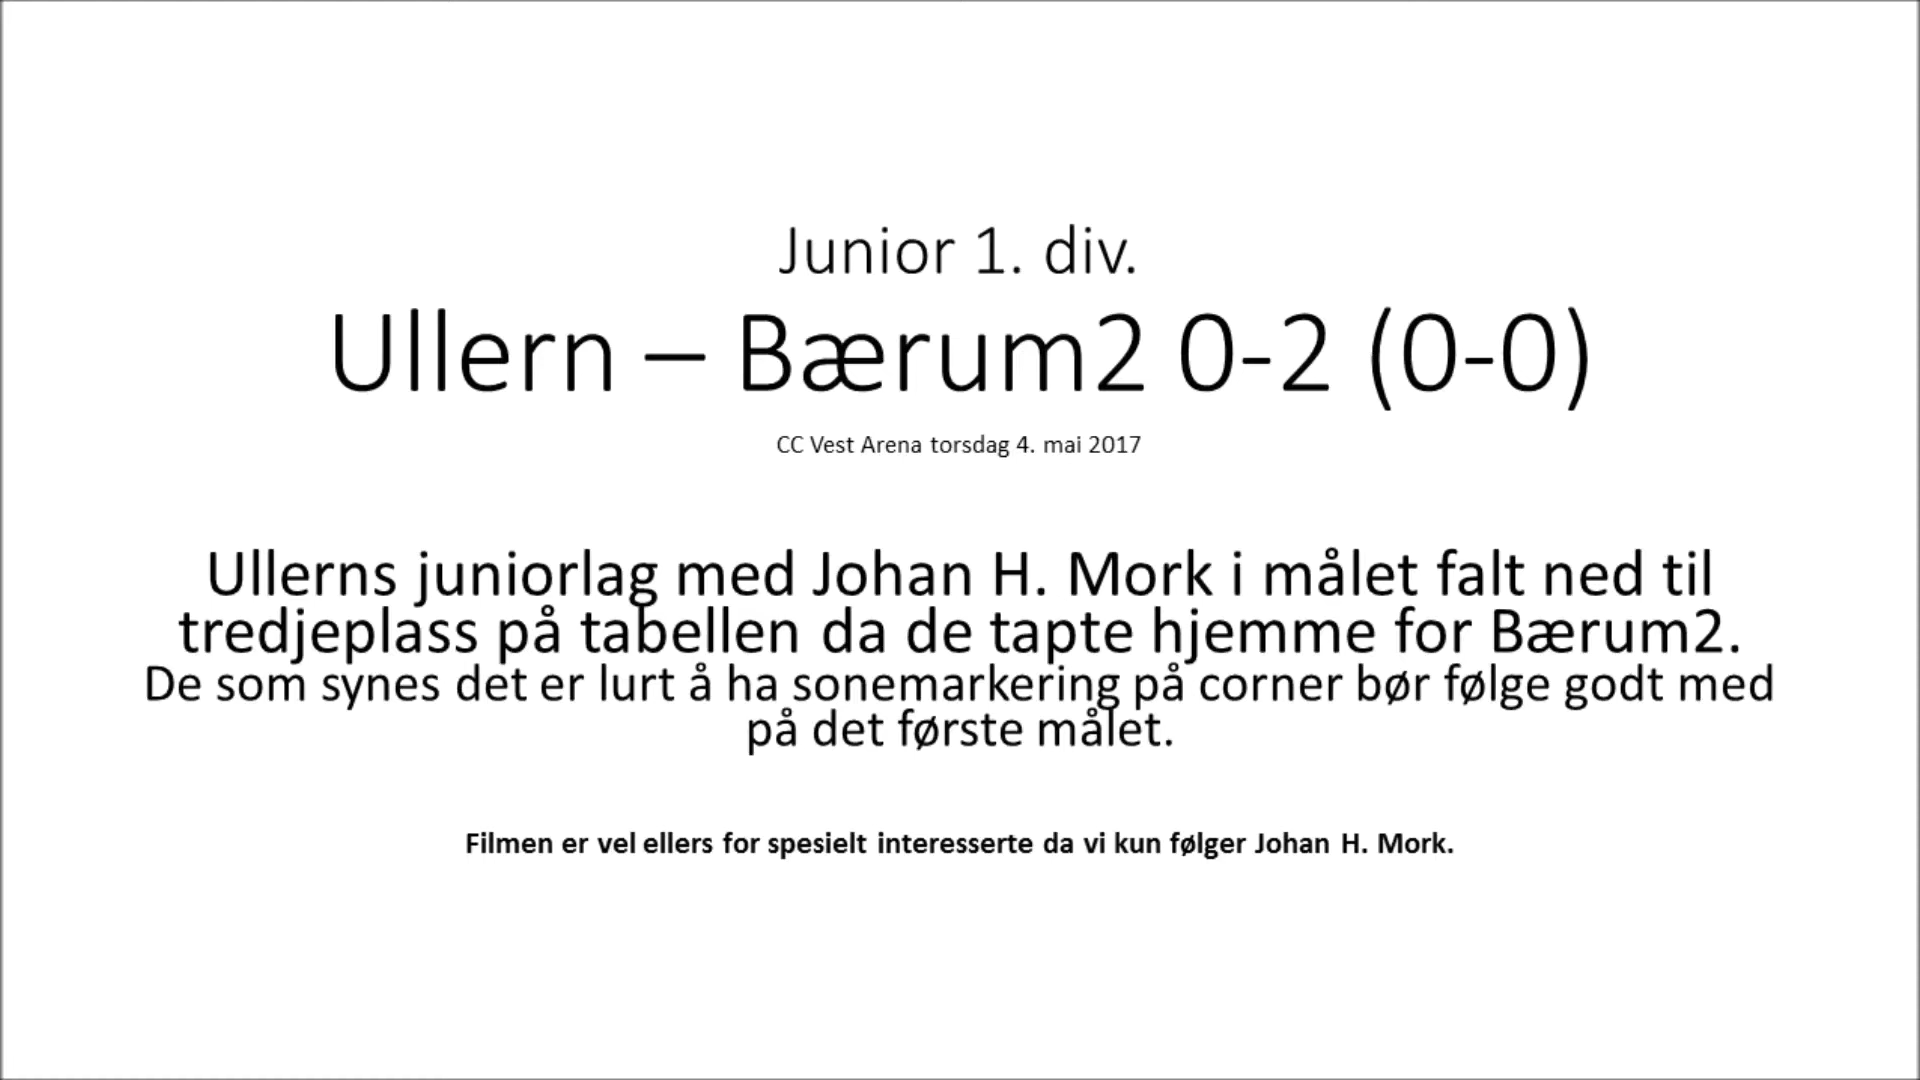 Junior 1. div.
Ullern – Bærum2 0-2 (0-0)
CC Vest Arena torsdag 4. mai 2017
Ullerns juniorlag med Johan H. Mork i målet falt ned til
tredjeplass på tabellen da de tapte hjemme for Bærum2.
De som synes det er lurt å ha sonemarkering på corner bør følge godt med
på det første målet.
Filmen er vel ellers for spesielt interesserte da vi kun følger Johan H. Mork.